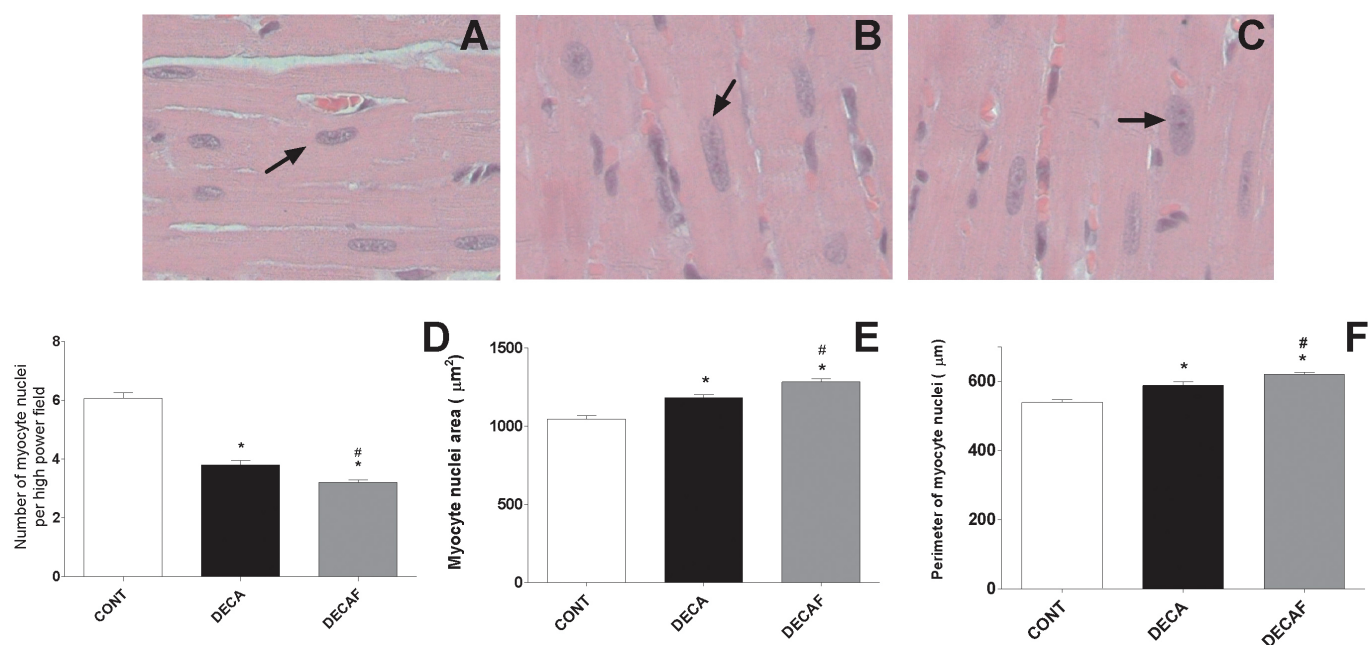 A
B
C
D
Number of myocyte nuclei
per high power field
8
6
4
2
0
*
#
*
CONT
DECA
DECAF
E
Myocyte nuclei area ( μm²)
1500
1000
500
0
*
#
*
CONT
DECA
DECAF
F
Perimeter of myocyte nuclei ( μm)
600
400
200
0
*
#
*
CONT
DECA
DECAF